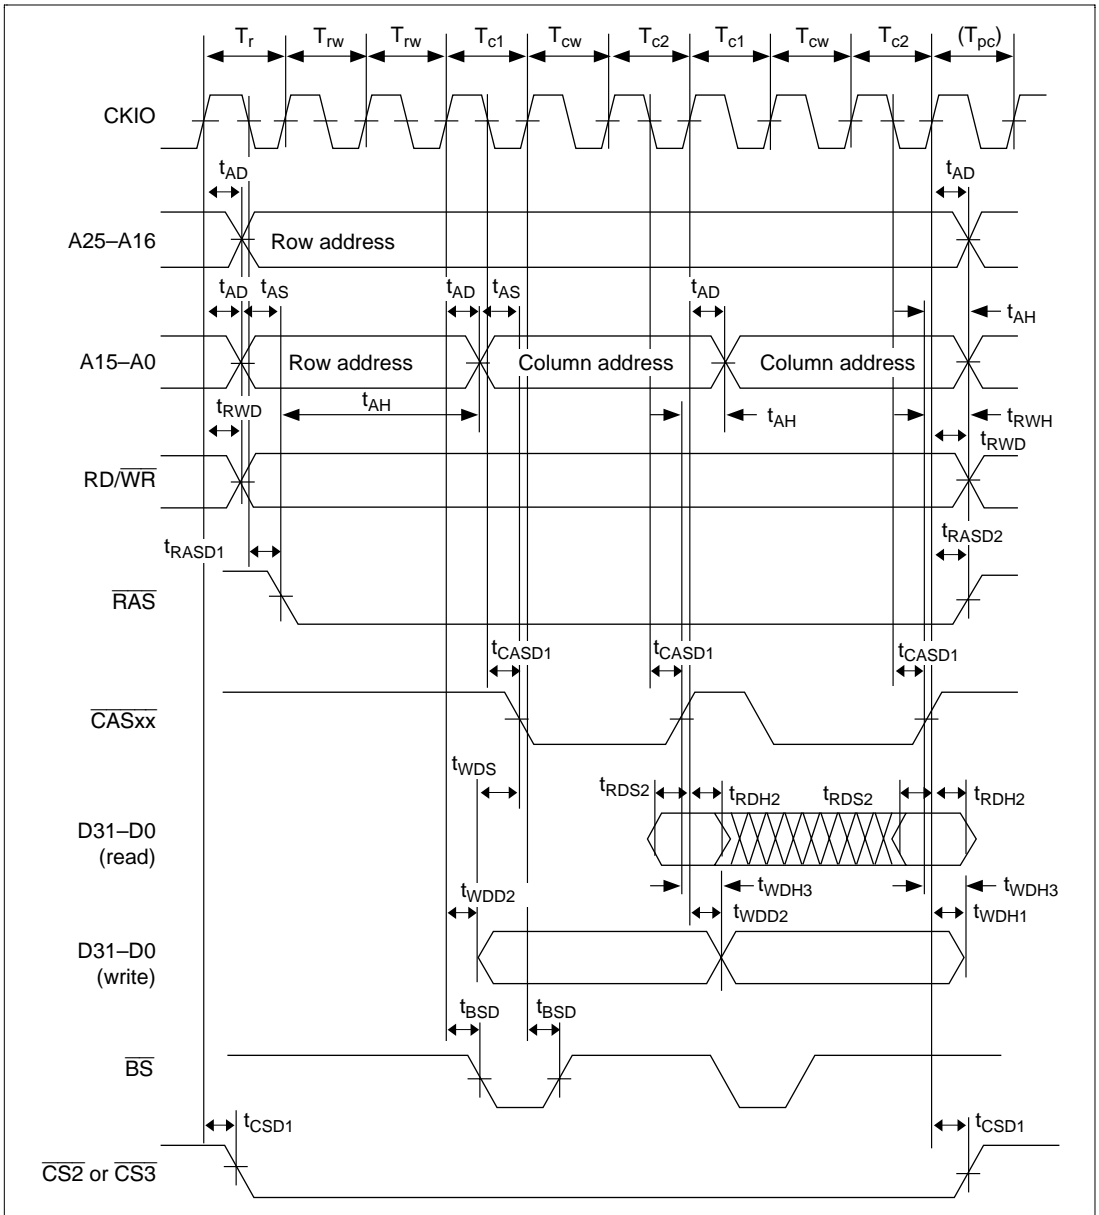 Tr Trw Trw Tc1 Tcw Tc2 Tc1 Tcw Tc2 (Tpc)
CKIO
tAD tAD
A25–A16 Row address
tAD tAS tAD tAS tAD tAH
A15–A0 Row address Column address Column address
tRWD tAH tAH tRWH
tRWD
RD/WR
tRASD1 tRASD2
RAS
tCASD1 tCASD1 tCASD1
CASxx
tWDS tRDS2 tRDH2 tRDS2 tRDH2
D31–D0
(read)
tWDD2 tWDH3 tWDH3
tWDD2 tWDH1
D31–D0
(write)
tBSD tBSD
BS
tCSD1 tCSD1
CS2 or CS3